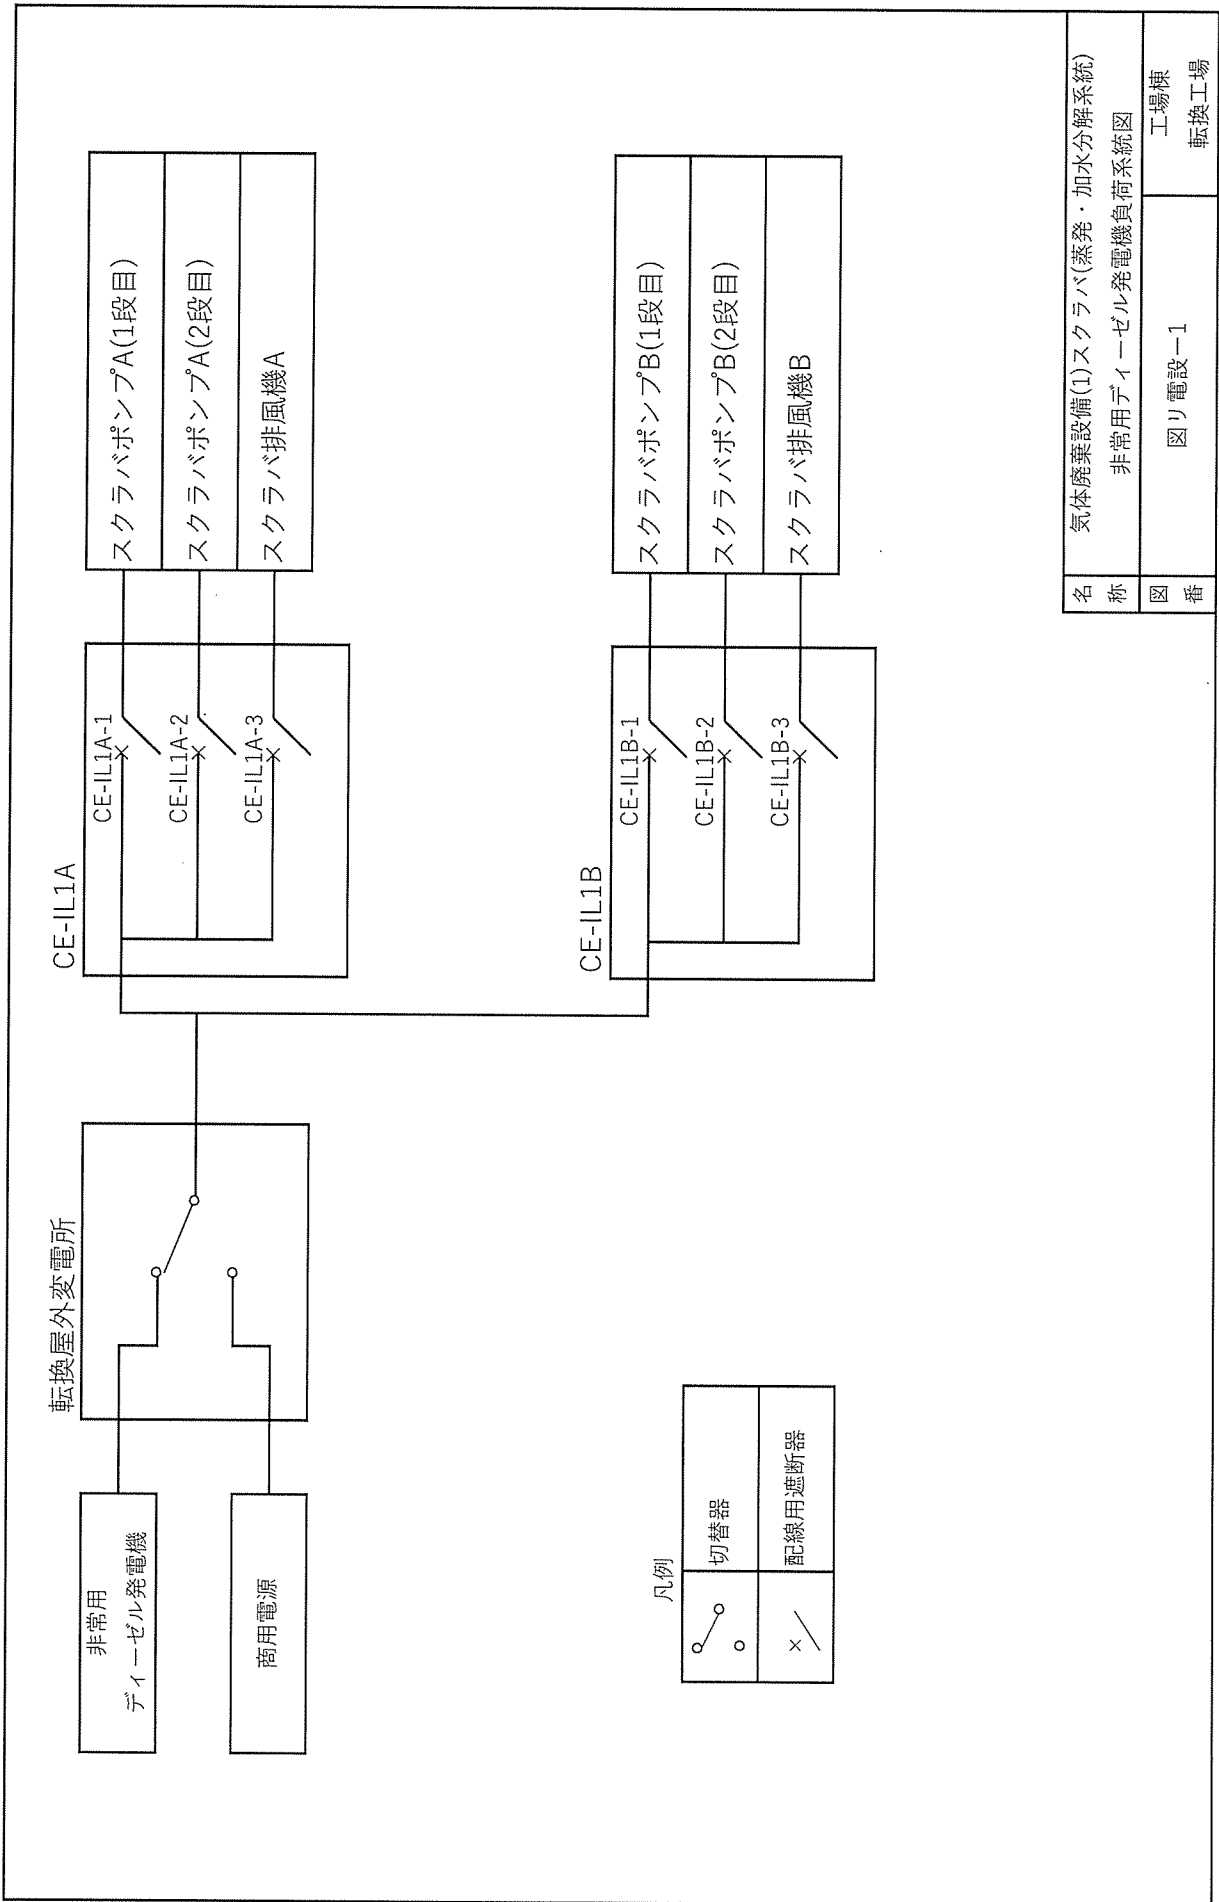 転換屋外変電所
非常用
ディーゼル発電機
商用電源
CE-IL1A
CE-IL1A-1
CE-IL1A-2
CE-IL1A-3
スクラバポンプA(1段目)
スクラバポンプA(2段目)
スクラバ排風機A
CE-IL1B
CE-IL1B-1
CE-IL1B-2
CE-IL1B-3
スクラバポンプB(1段目)
スクラバポンプB(2段目)
スクラバ排風機B
凡例
切替器
配線用遮断器
名称
気体廃棄設備(1)スクラバ(蒸発・加水分解系統)
非常用ディーゼル発電機負荷系統図
図番
図リ電設ー1
工場棟
転換工場